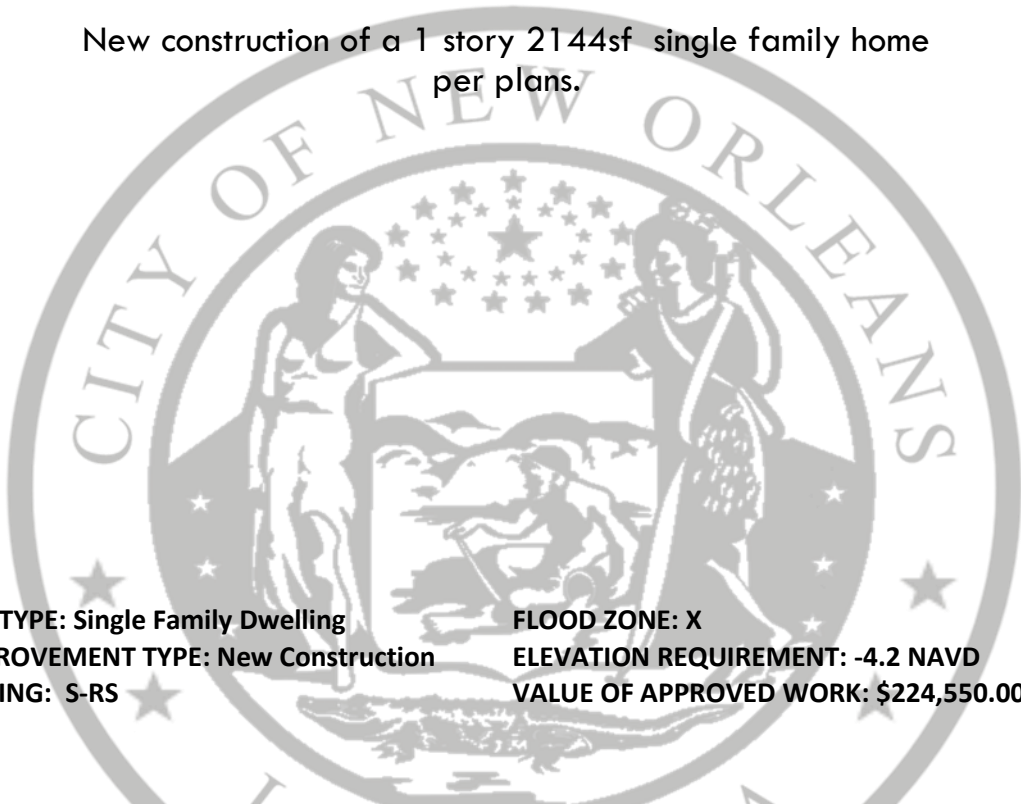 New construction of a 1 story 2144sf single family home
per plans.
CITY OF NEW ORLEANS
TYPE: Single Family Dwelling
ROVEMENT TYPE: New Construction
ING: S-RS
FLOOD ZONE: X
ELEVATION REQUIREMENT: -4.2 NAVD
VALUE OF APPROVED WORK: $224,550.00